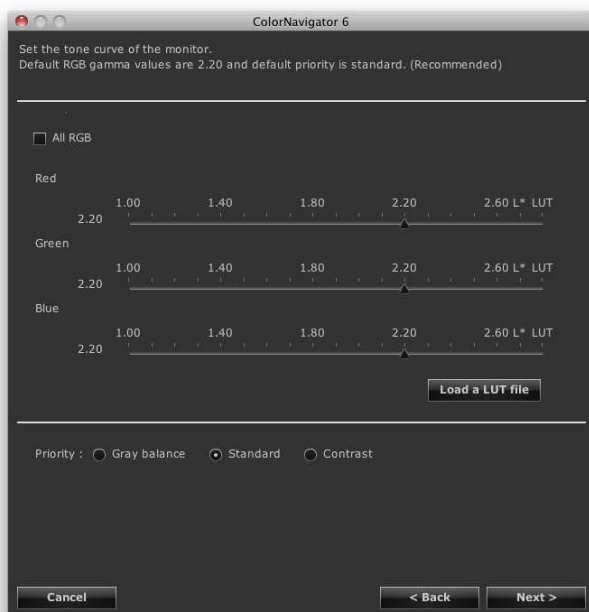 ColorNavigator 6
Set the tone curve of the monitor.
Default RGB gamma values are 2.20 and default priority is standard. (Recommended)
All RGB
Red
1.00 1.40 1.80 2.20 2.60 L* LUT
2.20
Green
1.00 1.40 1.80 2.20 2.60 L* LUT
2.20
Blue
1.00 1.40 1.80 2.20 2.60 L* LUT
2.20
Load a LUT file
Priority : Gray balance Standard Contrast
Cancel < Back Next >